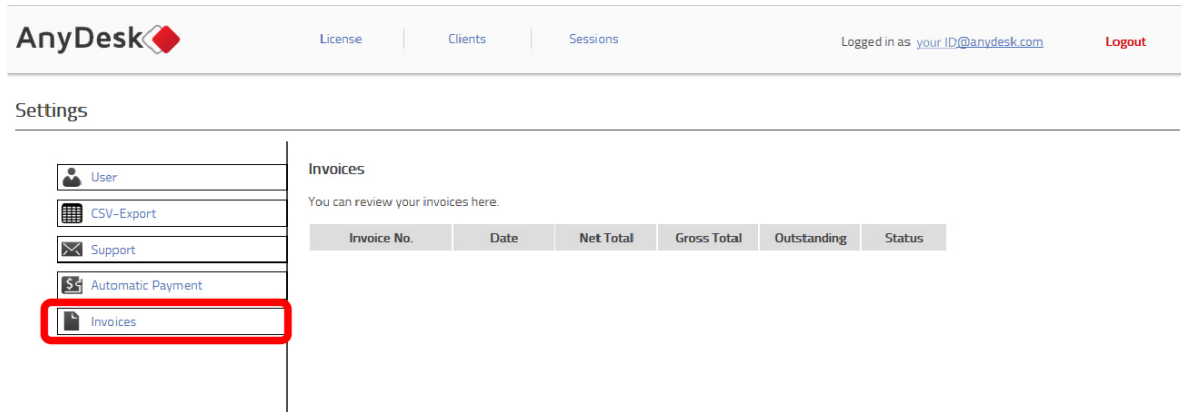 AnyDesk
License Clients Sessions Logged in as your ID@anydesk.com Logout
Settings
User
CSV-Export
Support
Automatic Payment
Invoices
Invoices
You can review your invoices here.
Invoice No. Date Net Total Gross Total Outstanding Status